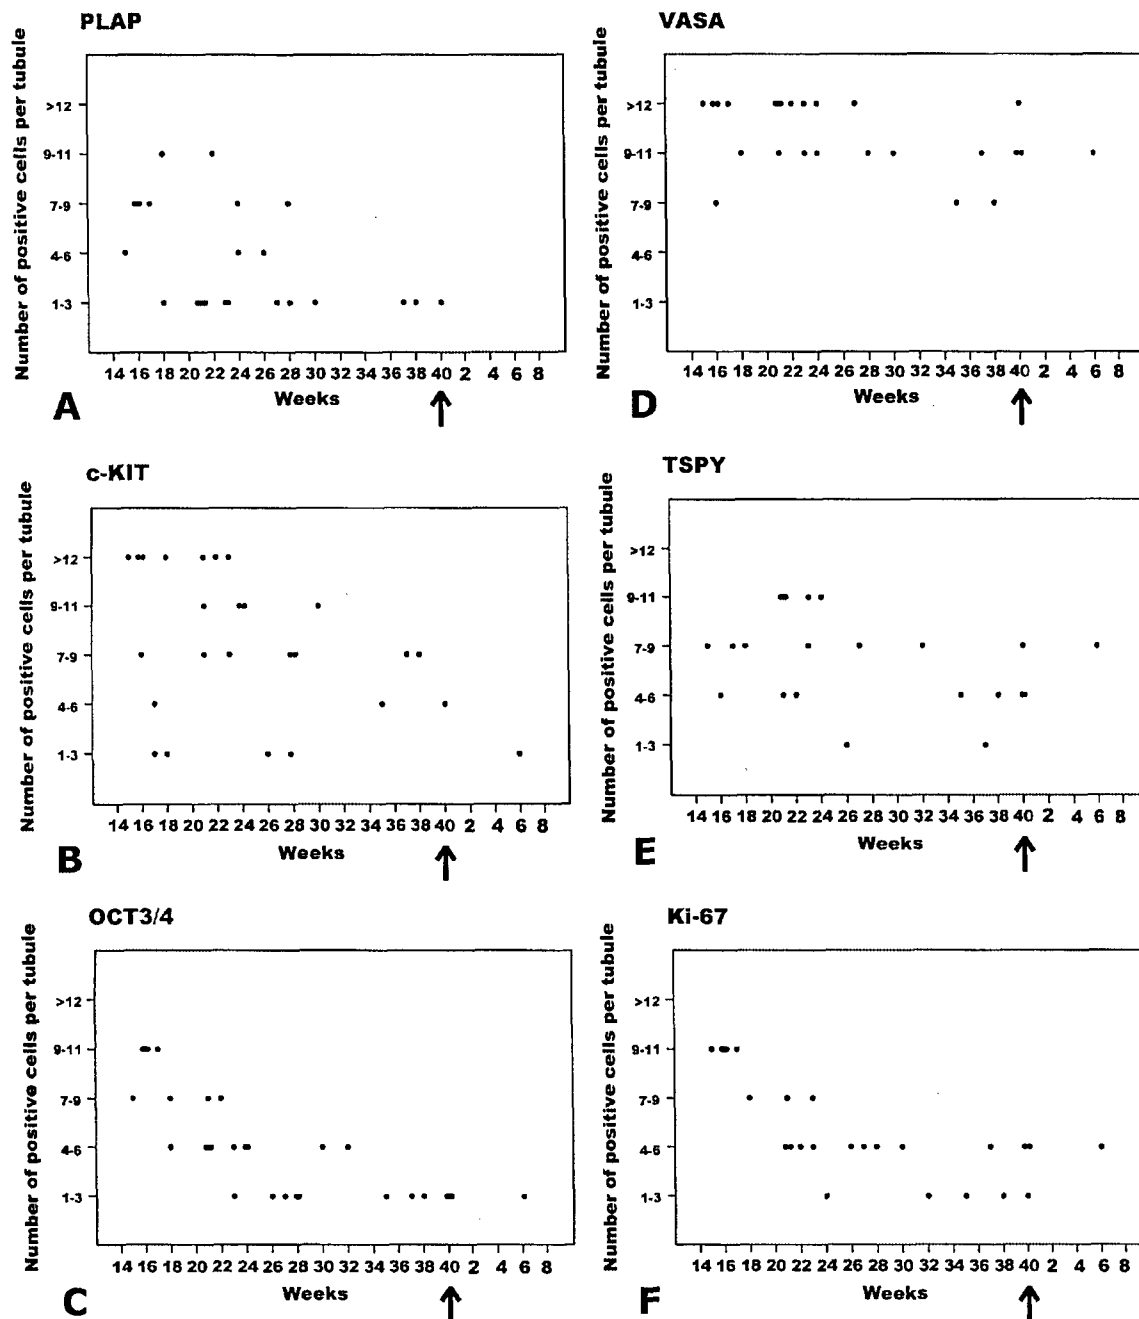 PLAP
Number of positive cells per tubule
>12
9-11
7-9
4-6
1-3
14 16 18 20 22 24 26 28 30 32 34 36 38 40 2 4 6 8
Weeks
A
VASA
Number of positive cells per tubule
>12
9-11
7-9
4-6
1-3
14 16 18 20 22 24 26 28 30 32 34 36 38 40 2 4 6 8
Weeks
D
c-KIT
Number of positive cells per tubule
>12
9-11
7-9
4-6
1-3
14 16 18 20 22 24 26 28 30 32 34 36 38 40 2 4 6 8
Weeks
B
TSPY
Number of positive cells per tubule
>12
9-11
7-9
4-6
1-3
14 16 18 20 22 24 26 28 30 32 34 36 38 40 2 4 6 8
Weeks
E
OCT3/4
Number of positive cells per tubule
>12
9-11
7-9
4-6
1-3
14 16 18 20 22 24 26 28 30 32 34 36 38 40 2 4 6 8
Weeks
C
Ki-67
Number of positive cells per tubule
>12
9-11
7-9
4-6
1-3
14 16 18 20 22 24 26 28 30 32 34 36 38 40 2 4 6 8
Weeks
F